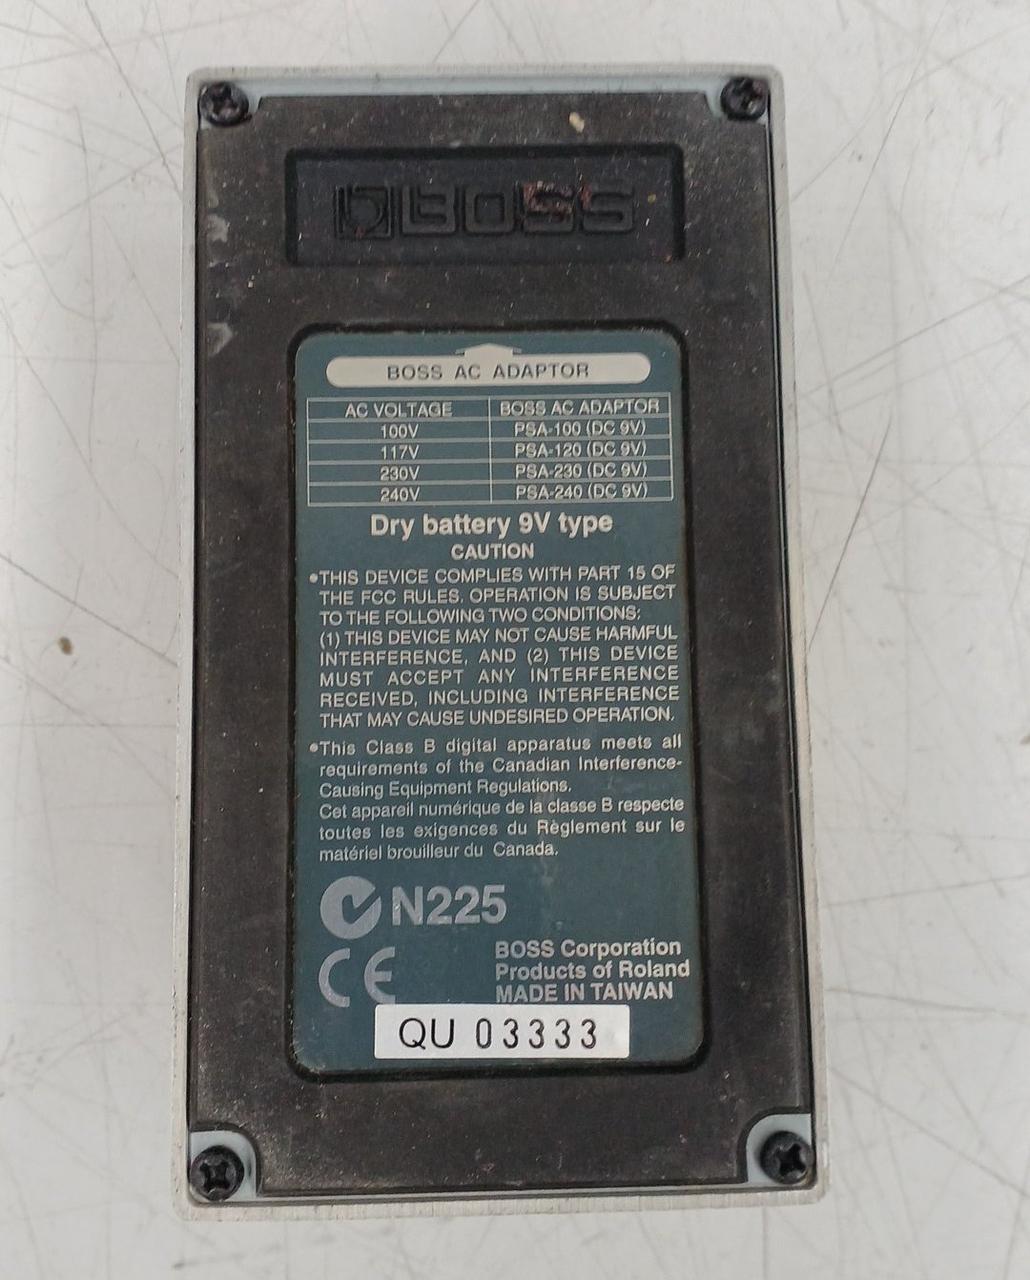 BOSS
BOSS AC ADAPTOR
AC VOLTAGE BOSS AC ADAPTOR
100V PSA-100 (DC 9V)
117V PSA-120 (DC 9V)
230V PSA-230 (DC 9V)
240V PSA-240 (DC 9V)
Dry battery 9V type
CAUTION
•THIS DEVICE COMPLIES WITH PART 15 OF
THE FCC RULES. OPERATION IS SUBJECT
TO THE FOLLOWING TWO CONDITIONS:
(1) THIS DEVICE MAY NOT CAUSE HARMFUL
INTERFERENCE, AND (2) THIS DEVICE
MUST ACCEPT ANY INTERFERENCE
RECEIVED, INCLUDING INTERFERENCE
THAT MAY CAUSE UNDESIRED OPERATION.
•This Class B digital apparatus meets all
requirements of the Canadian Interference-
Causing Equipment Regulations.
Cet appareil numérique de la classe B respecte
toutes les exigences du Règlement sur le
matériel brouilleur du Canada.
N225
CE
BOSS Corporation
Products of Roland
MADE IN TAIWAN
QU 03333